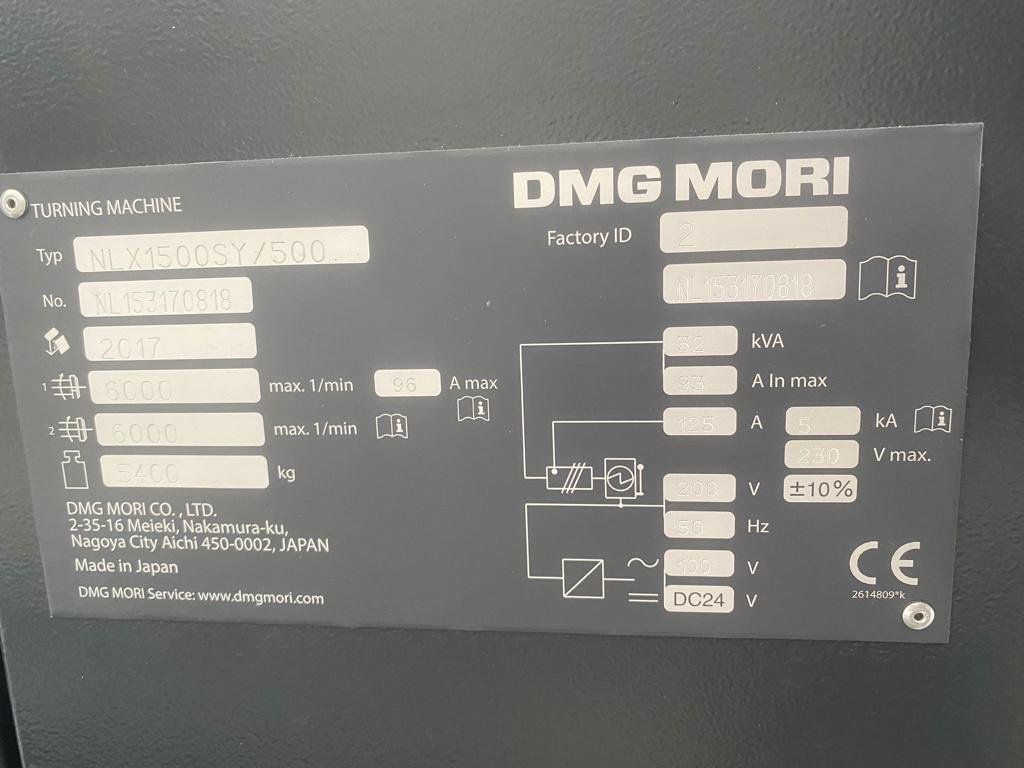 DMG MORI
TURNING MACHINE
Typ NLX1500SY/500
No. NL153170818
2017
1 6000 max. 1/min 96 A max
2 6000 max. 1/min
5400 kg
DMG MORI CO., LTD.
2-35-16 Meieki, Nakamura-ku,
Nagoya City Aichi 450-0002, JAPAN
Made in Japan
DMG MORI Service: www.dmgmori.com
Factory ID 2
NL153170818
32 kVA
93 A In max
125 A 5 kA
230 V max.
200 V ±10%
50 Hz
100 V
DC24 V
CE
2614809*k